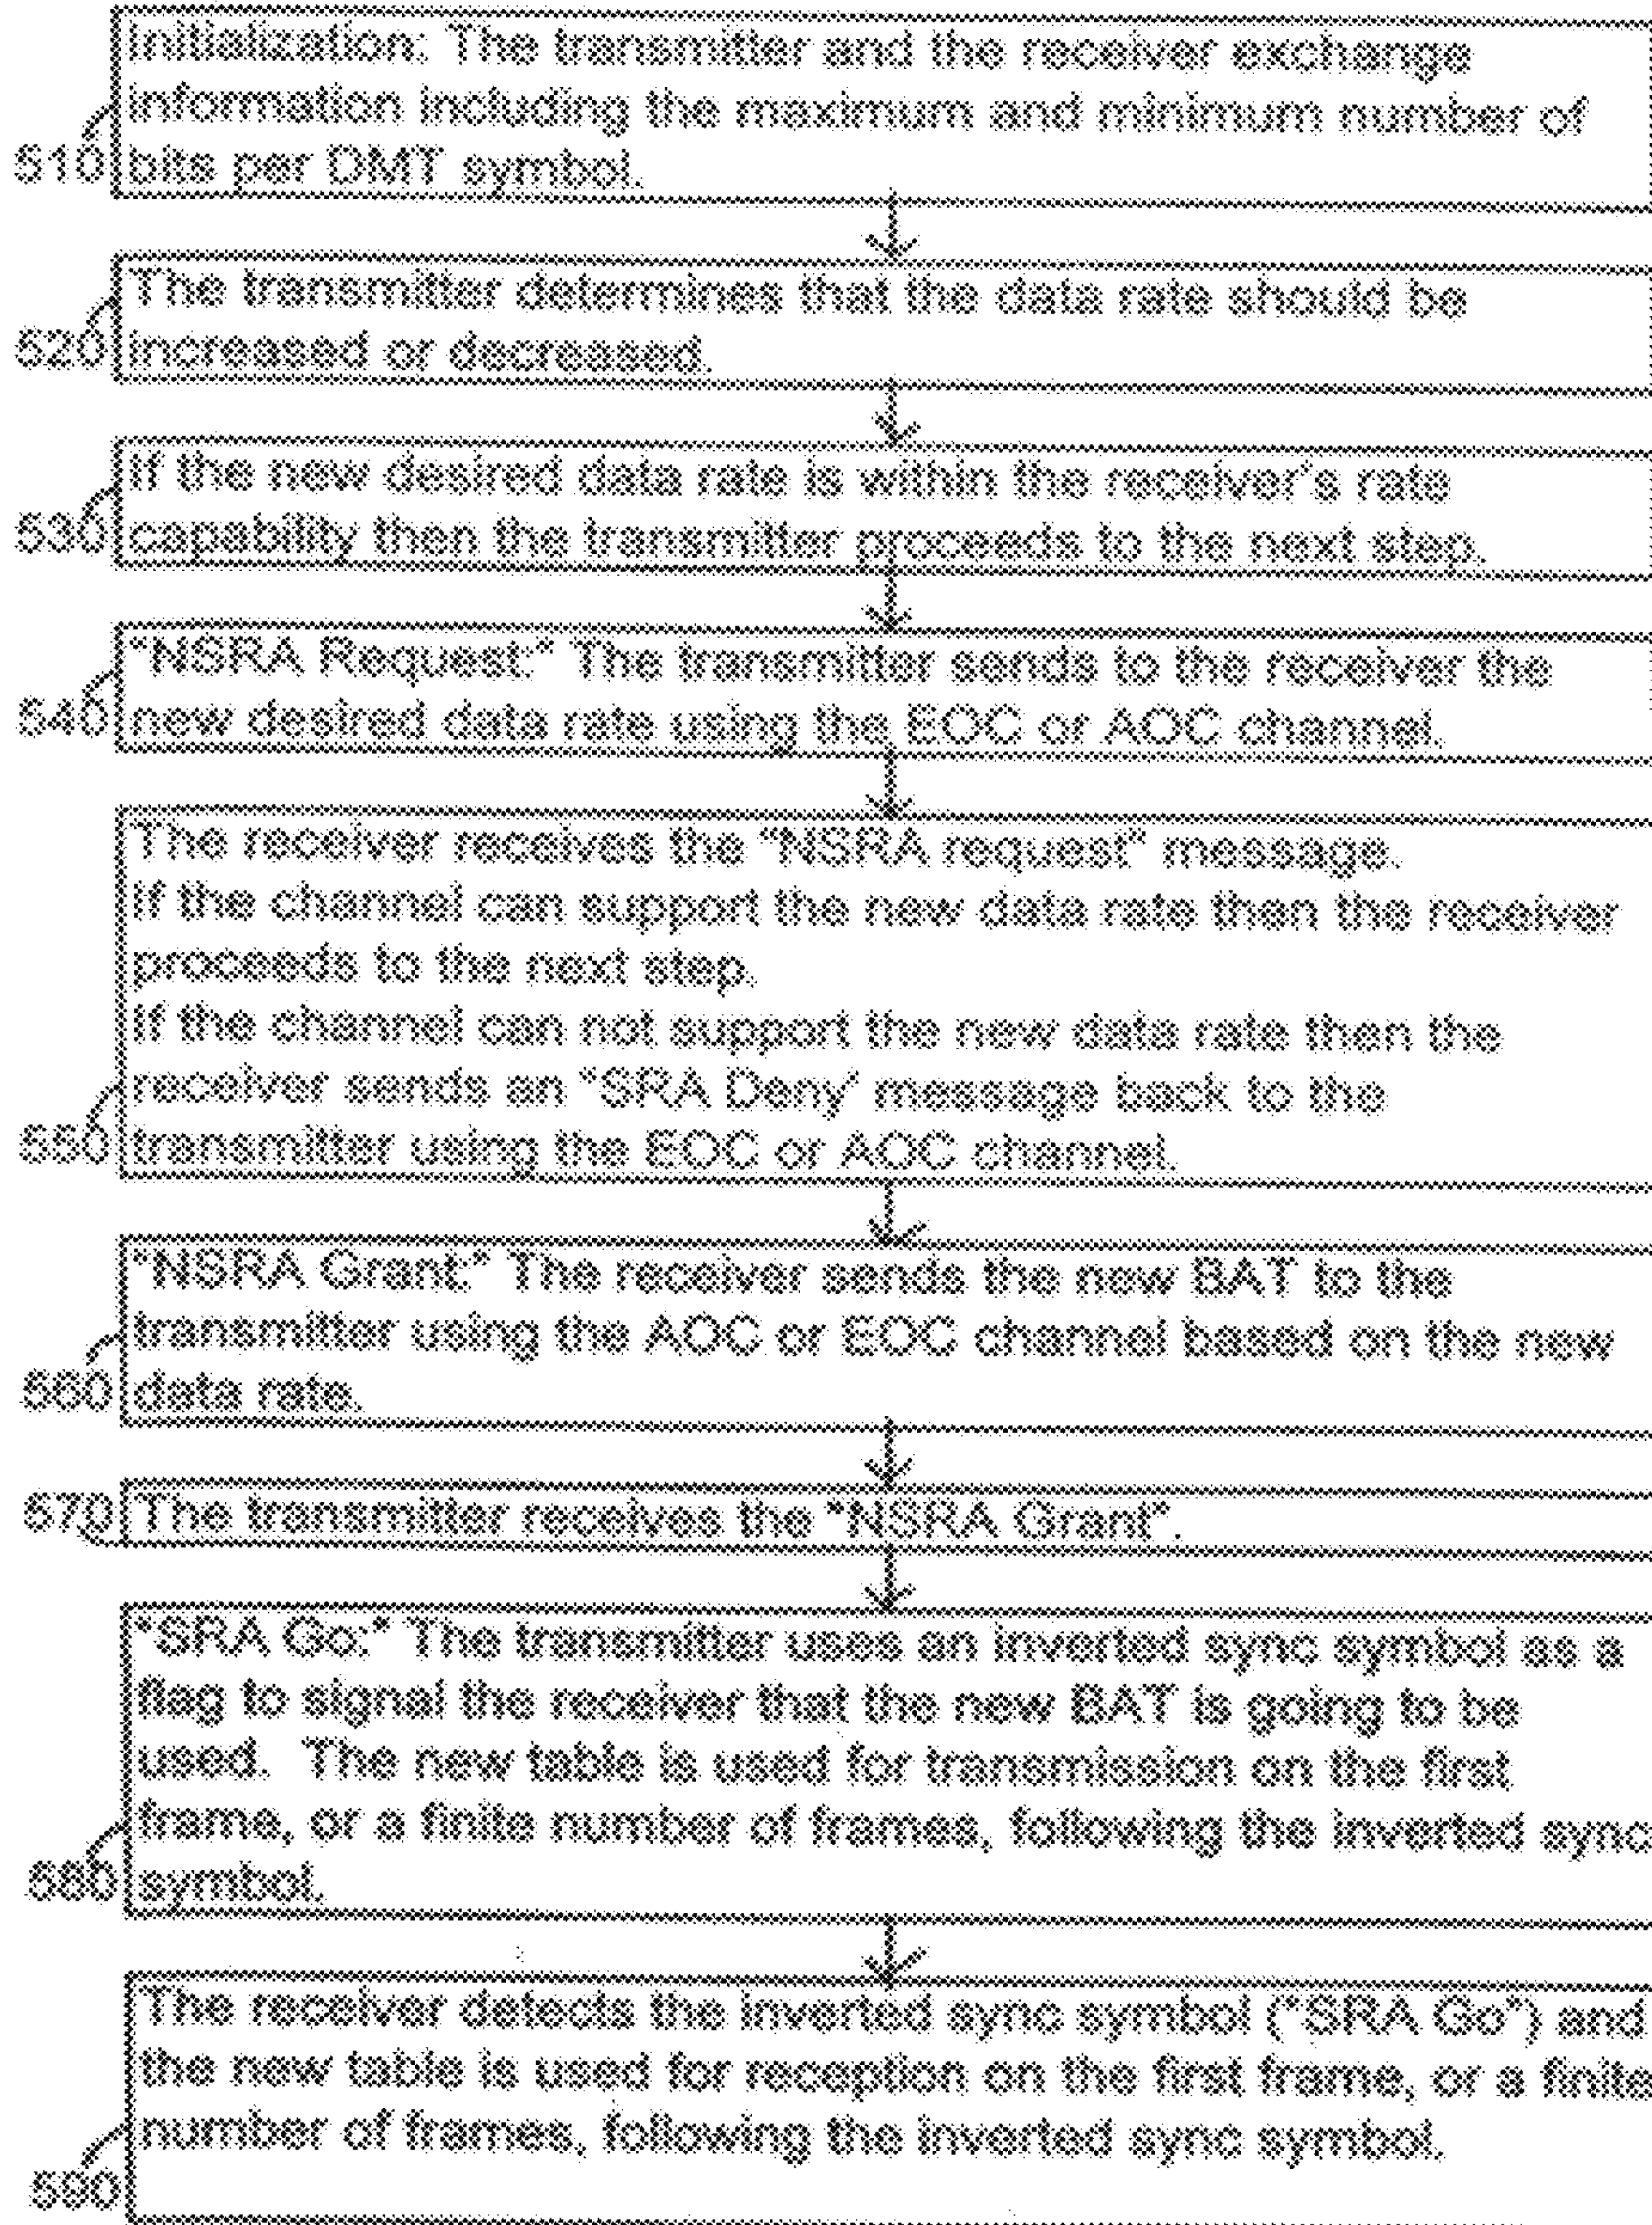 Initialization: The transmitter and the receiver exchange
information including the maximum and minimum number of
510 bits per DMT symbol.
The transmitter determines that the data rate should be
520 increased or decreased.
If the new desired data rate is within the receiver's rate
530 capability then the transmitter proceeds to the next step.
"NSRA Request:" The transmitter sends to the receiver the
540 new desired data rate using the EOC or AOC channel.
The receiver receives the "NSRA request" message.
If the channel can support the new data rate then the receiver
proceeds to the next step.
If the channel can not support the new data rate then the
receiver sends an "SRA Deny' message back to the
550 transmitter using the EOC or AOC channel.
"NSRA Grant:" The receiver sends the new BAT to the
transmitter using the AOC or EOC channel based on the new
560 data rate.
570 The transmitter receives the "NSRA Grant".
"SRA Go:" The transmitter uses an inverted sync symbol as a
flag to signal the receiver that the new BAT is going to be
used. The new table is used for transmission on the first
frame, or a finite number of frames, following the inverted sync
580 symbol.
The receiver detects the inverted sync symbol ("SRA Go") and
the new table is used for reception on the first frame, or a finite
number of frames, following the inverted sync symbol.
590